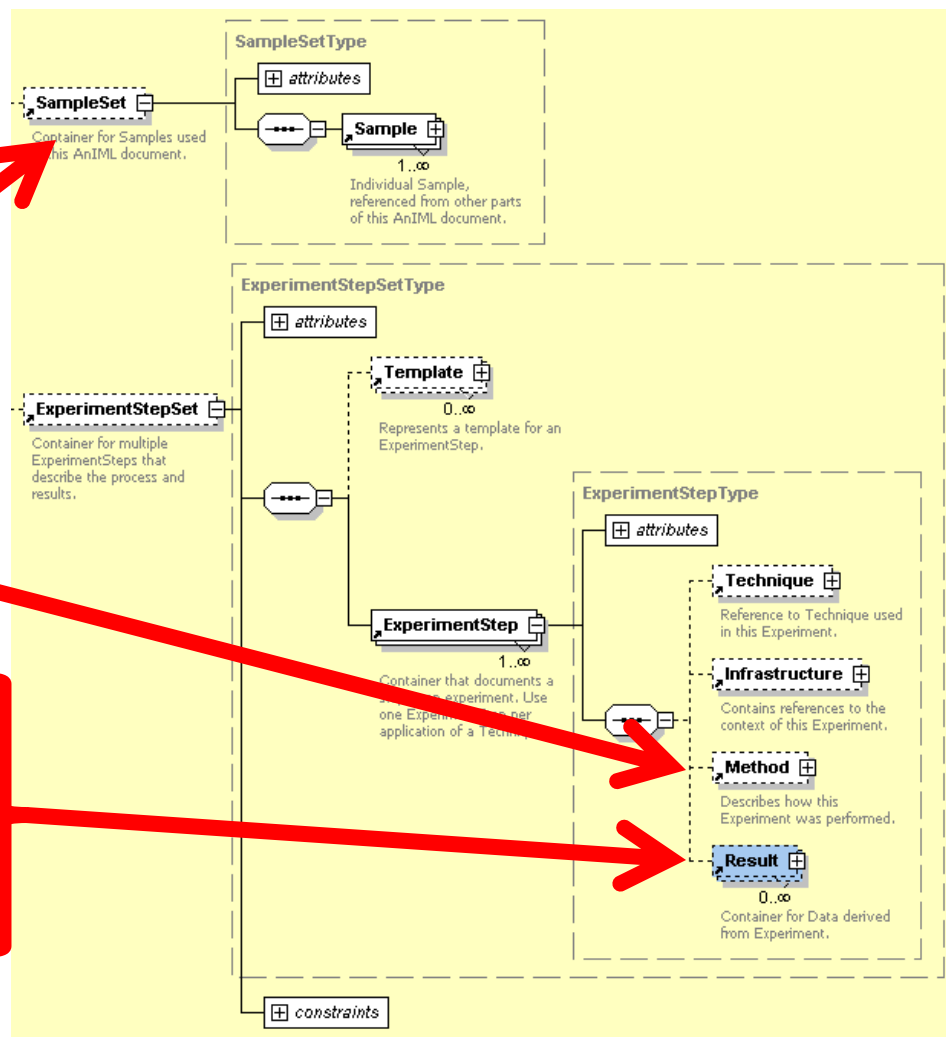 SampleSetType
attributes
SampleSet
Container for Samples used
this AnIML document.
Sample
1..∞
Individual Sample,
referenced from other parts
of this AnIML document.
ExperimentStepSetType
attributes
Template
0..∞
Represents a template for an
ExperimentStep.
ExperimentStepSet
Container for multiple
ExperimentSteps that
describe the process and
results.
ExperimentStepType
attributes
Technique
Reference to Technique used
in this Experiment.
ExperimentStep
1..∞
Container that documents a
experiment. Use
one per
application of a
Infrastructure
Contains references to the
context of this Experiment.
Method
Describes how this
Experiment was performed.
Result
0..∞
Container for Data derived
from Experiment.
constraints